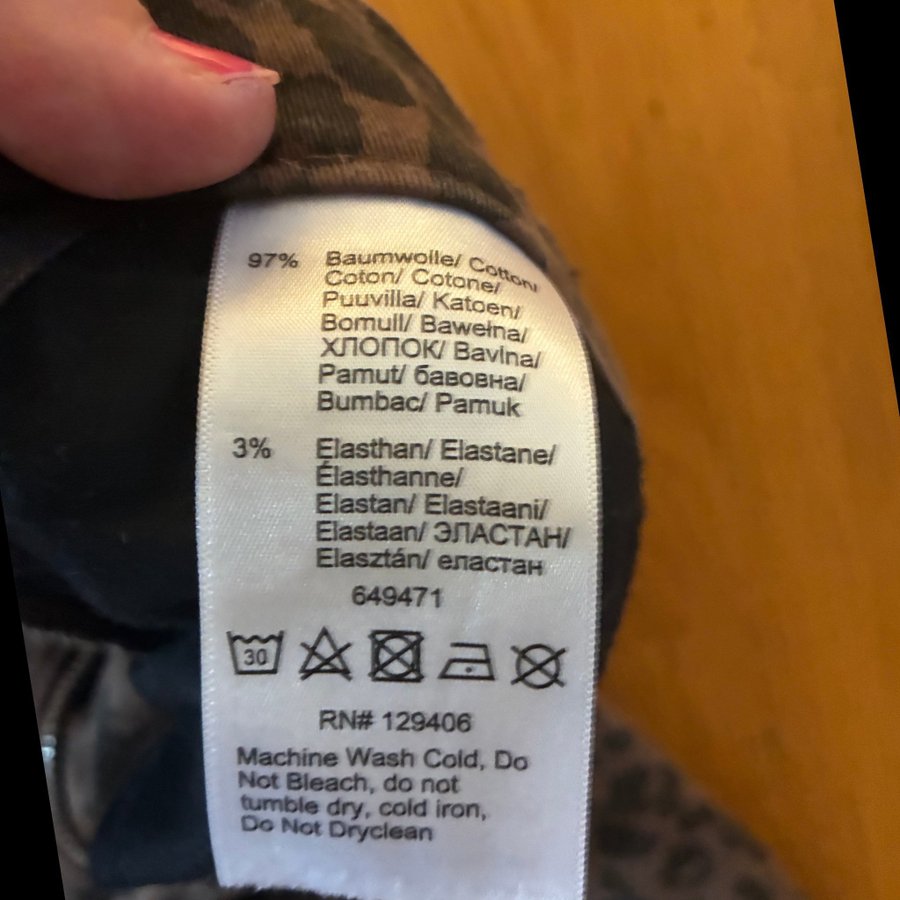 97% Baumwolle/ Cotton/
Coton/ Cotone/
Puuvilla/ Katoen/
Bomull/ Bawełna/
ХЛОПОК/ Bavlna/
Pamut/ бавовна/
Bumbac/ Pamuk
3% Elasthan/ Elastane/
Élasthanne/
Elastan/ Elastaani/
Elastaan/ ЭЛАСТАН/
Elasztán/ еластан
649471
30
RN# 129406
Machine Wash Cold, Do
Not Bleach, do not
tumble dry, cold iron,
Do Not Dryclean